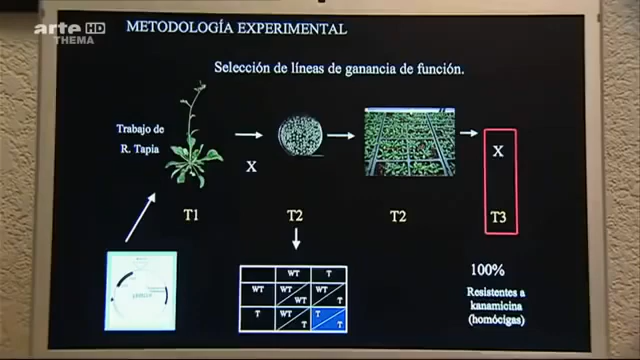 arte HD
THEMA
METODOLOGÍA EXPERIMENTAL
Selección de líneas de ganancia de función.
Trabajo de
R. Tapia
X
X
T1
T2
T2
T3
WT T
WT WT WT WT T
T WT T T T
100%
Resistentes a
kanamicina
(homócigas)